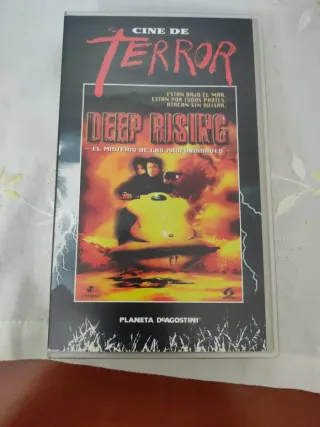 CINE DE
TERROR
ESTÁN BAJO EL MAR.
ESTÁN POR TODAS PARTES.
ATACAN SIN AVISAR.
DEEP RISING
- EL MISTERIO DE LAS PROFUNDIDADES -
PLANETA DEAGOSTINI